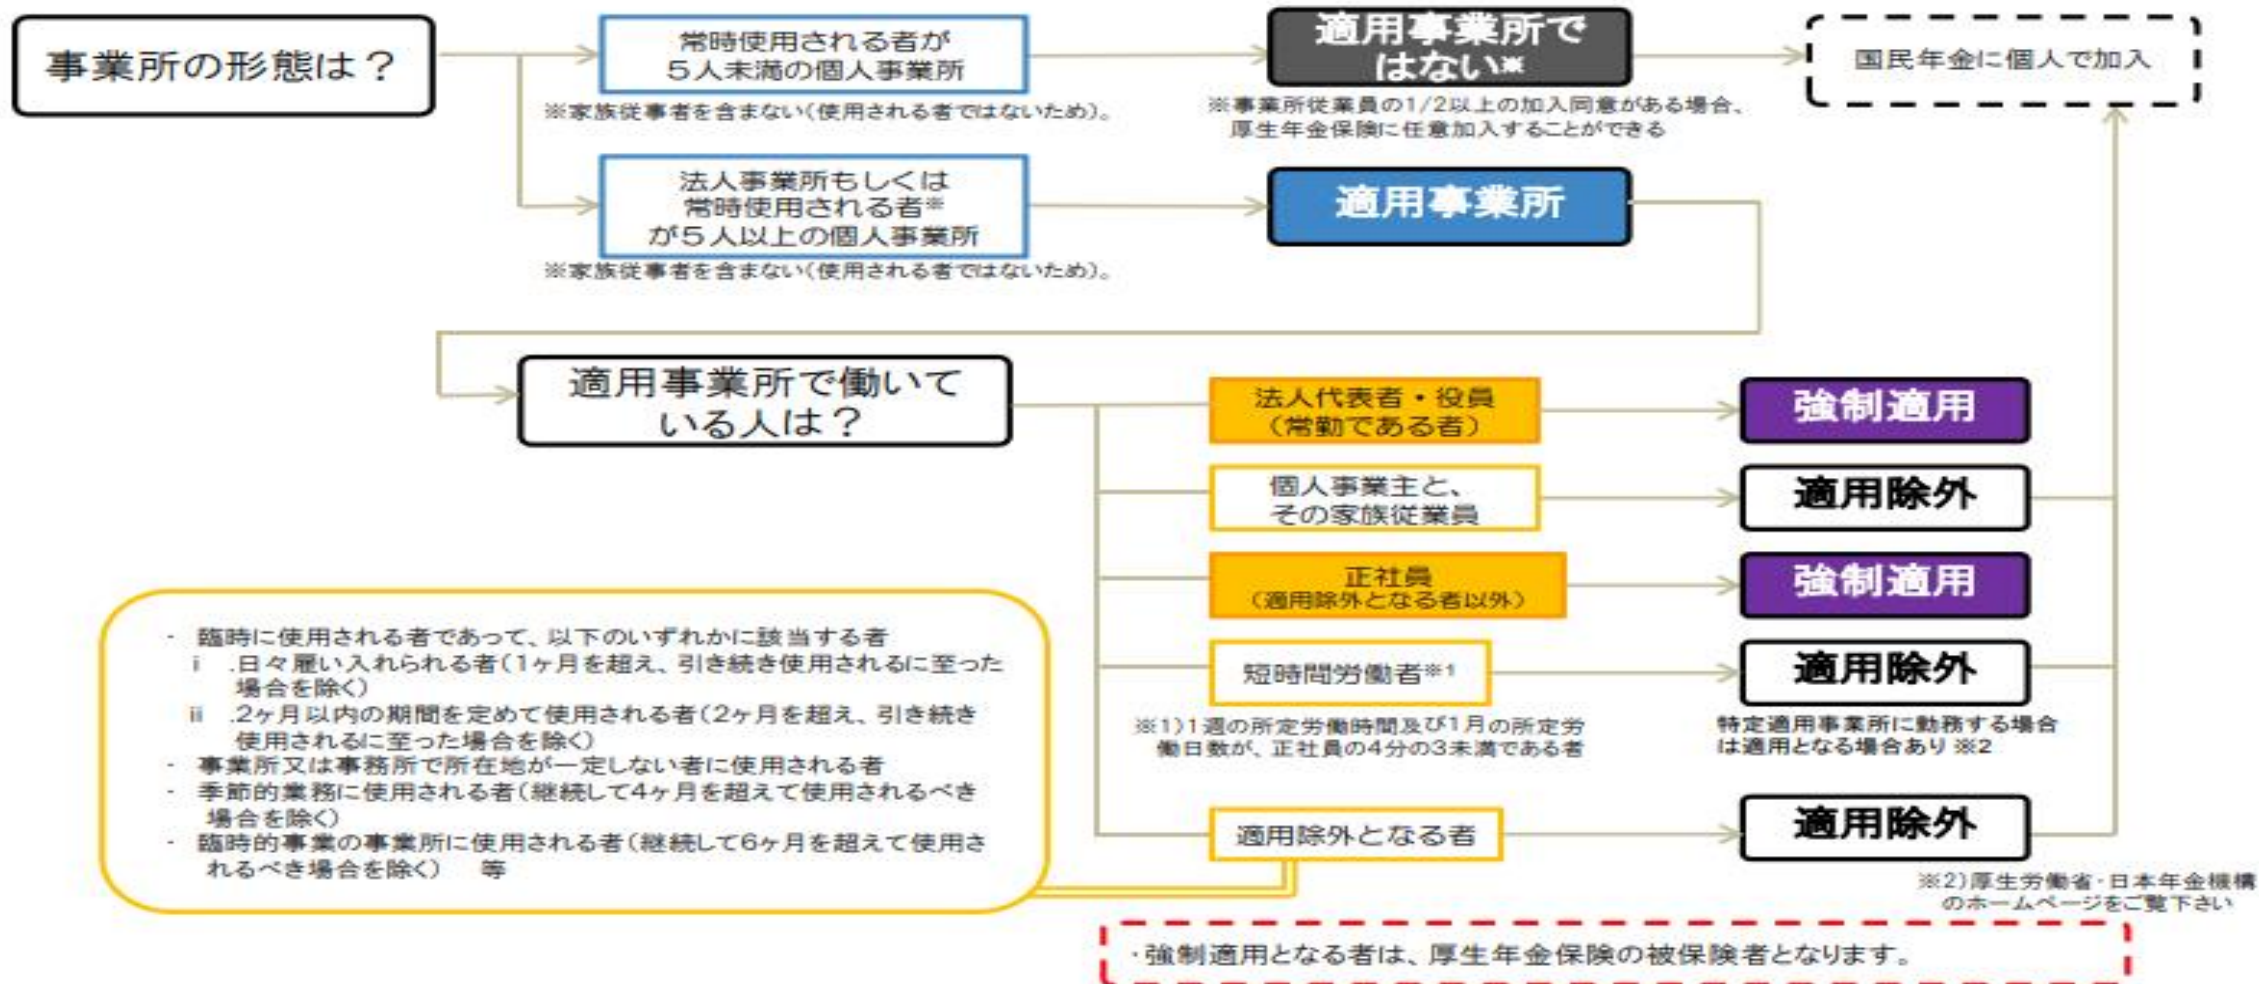 事業所の形態は？
常時使用される者が
５人未満の個人事業所
※家族従事者を含まない（使用される者ではないため）。
適用事業所で
はない※
※事業所従業員の1/2以上の加入同意がある場合、
厚生年金保険に任意加入することができる
国民年金に個人で加入
法人事業所もしくは
常時使用される者※
が５人以上の個人事業所
※家族従事者を含まない（使用される者ではないため）。
適用事業所
適用事業所で働いて
いる人は？
法人代表者・役員
（常勤である者）
強制適用
個人事業主と、
その家族従業員
適用除外
正社員
（適用除外となる者以外）
強制適用
短時間労働者※1
適用除外
※1)1週の所定労働時間及び1月の所定労
働日数が、正社員の4分の3未満である者
特定適用事業所に勤務する場合
は適用となる場合あり ※2
適用除外となる者
適用除外
※2)厚生労働省・日本年金機構
のホームページをご覧下さい
- 臨時に使用される者であって、以下のいずれかに該当する者
ⅰ .日々雇い入れられる者（1ヶ月を超え、引き続き使用されるに至った
場合を除く）
ⅱ .2ヶ月以内の期間を定めて使用される者（2ヶ月を超え、引き続き
使用されるに至った場合を除く）
- 事業所又は事務所で所在地が一定しない者に使用される者
- 季節的業務に使用される者（継続して4ヶ月を超えて使用されるべき
場合を除く）
- 臨時的事業の事業所に使用される者（継続して6ヶ月を超えて使用さ
れるべき場合を除く） 等
・強制適用となる者は、厚生年金保険の被保険者となります。